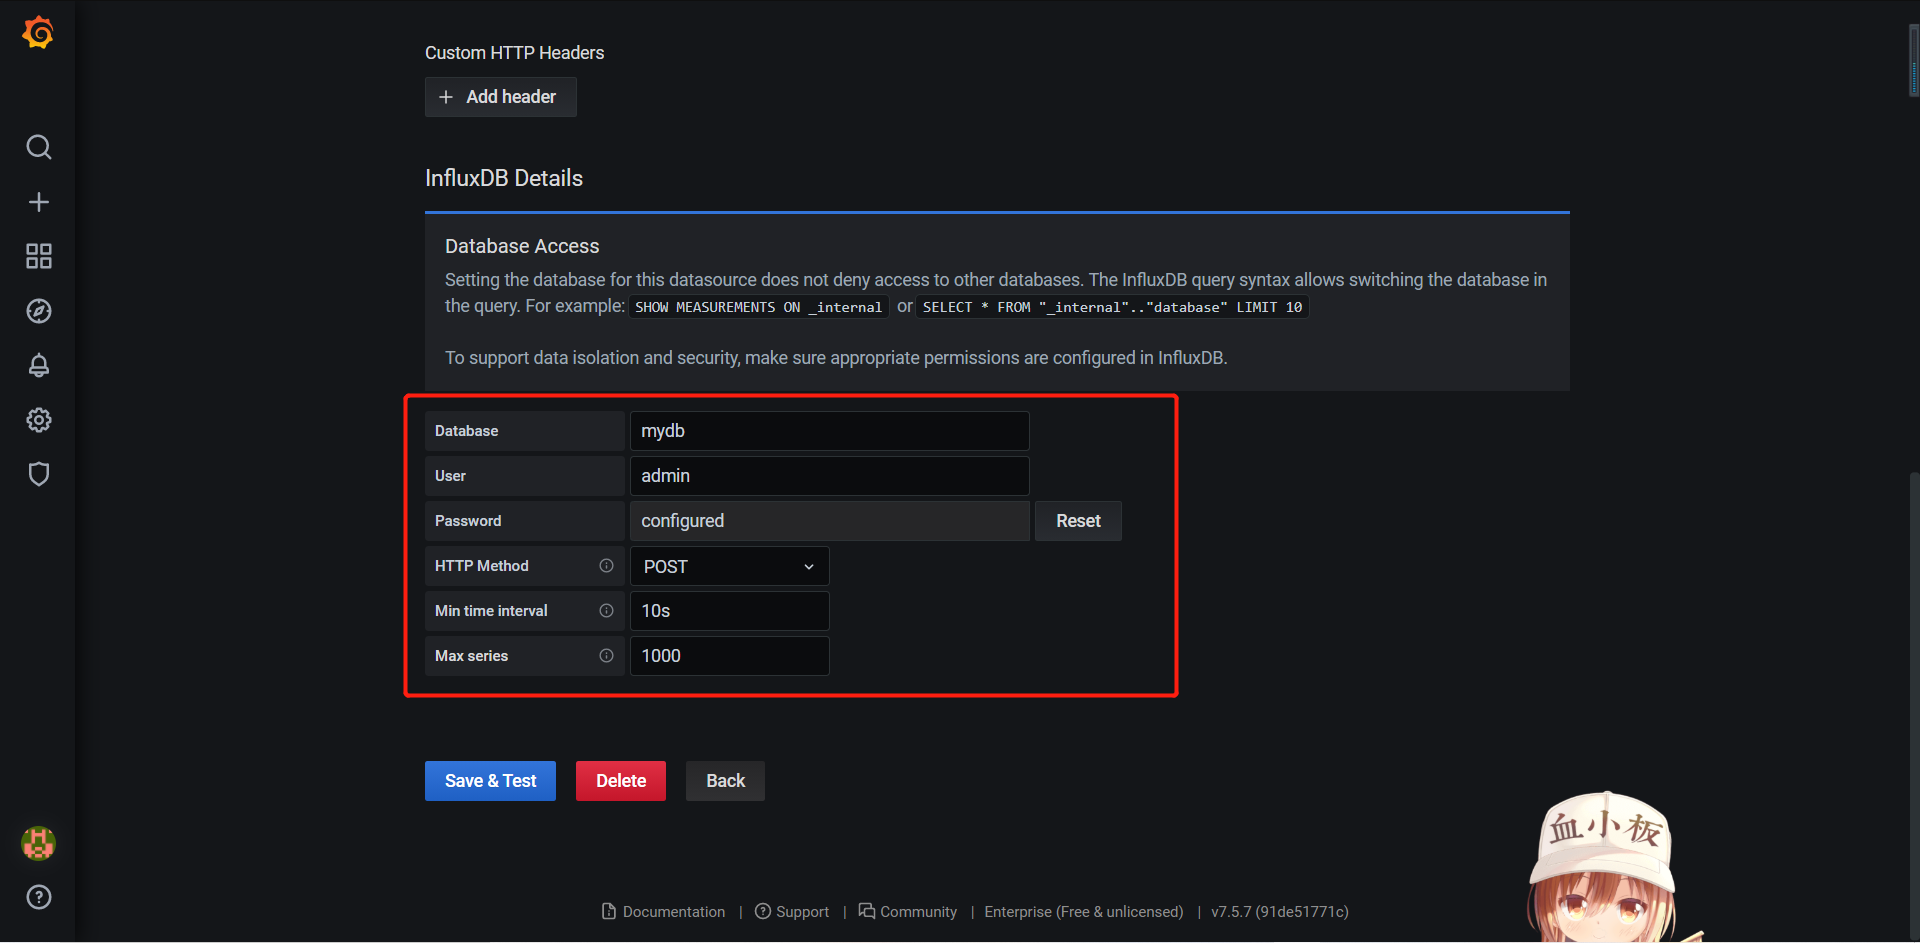 Custom HTTP Headers
Add header
InfluxDB Details
Database Access
Setting the database for this datasource does not deny access to other databases. The InfluxDB query syntax allows switching the database in
the query. For example: SHOW MEASUREMENTS ON _internal or SELECT * FROM "_internal".."database" LIMIT 10
To support data isolation and security, make sure appropriate permissions are configured in InfluxDB.
Database mydb
User admin
Password configured Reset
HTTP Method POST
Min time interval 10s
Max series 1000
Save & Test Delete Back
血小板
Documentation | Support | Community | Enterprise (Free & unlicensed) | v7.5.7 (91de51771c)